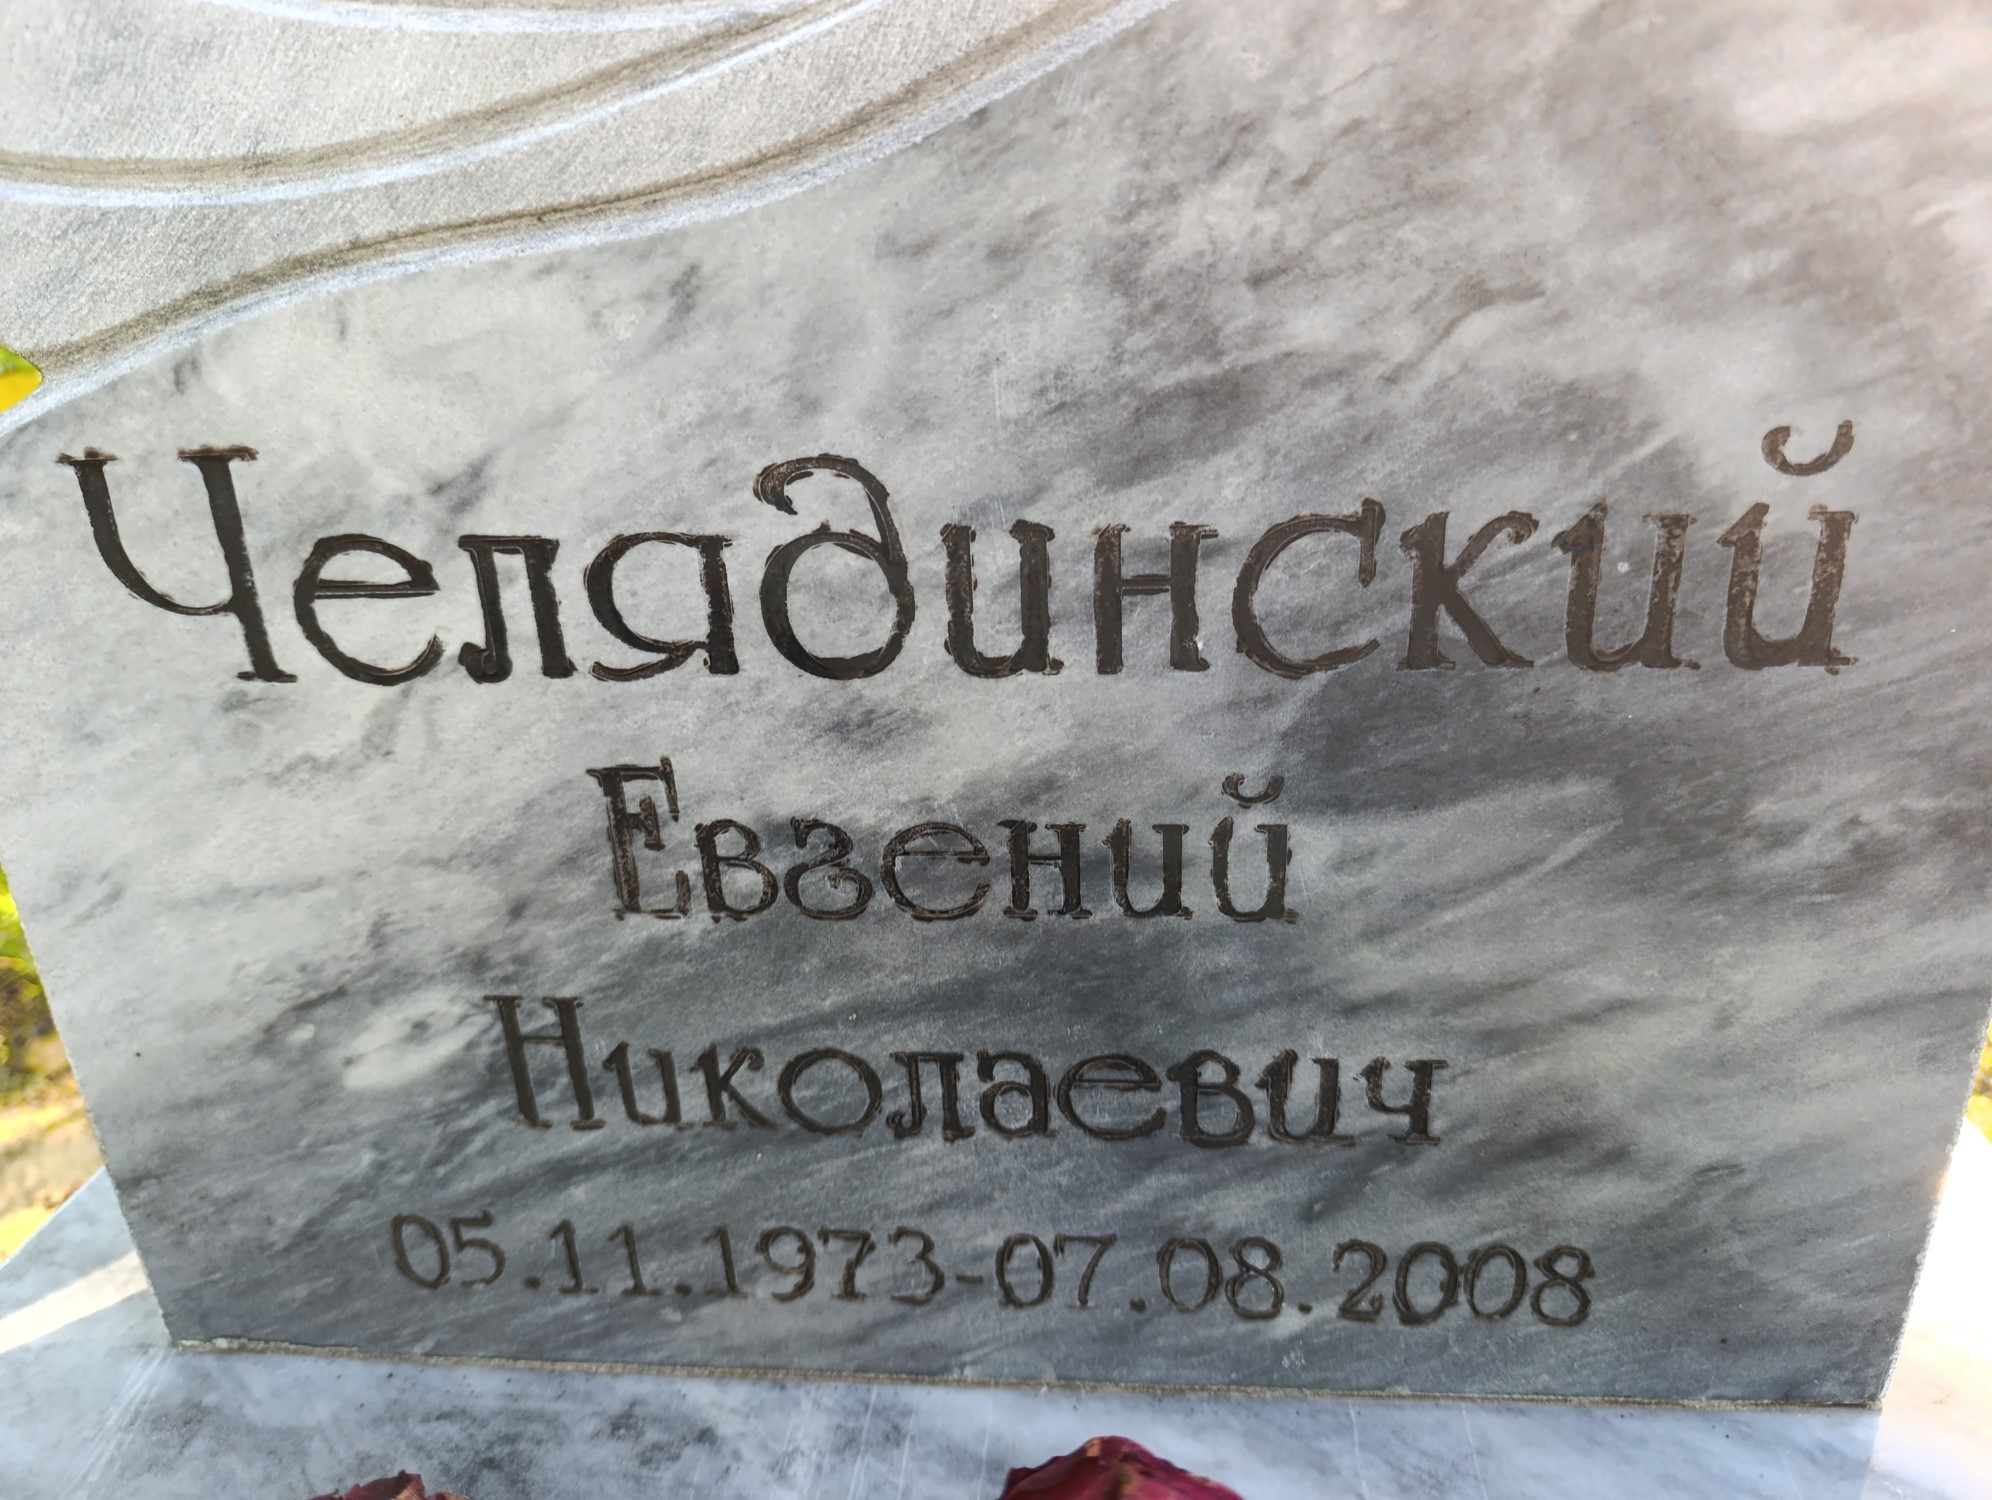 Челядинский
Евгений
Николаевич
05.11.1973-07.08.2008